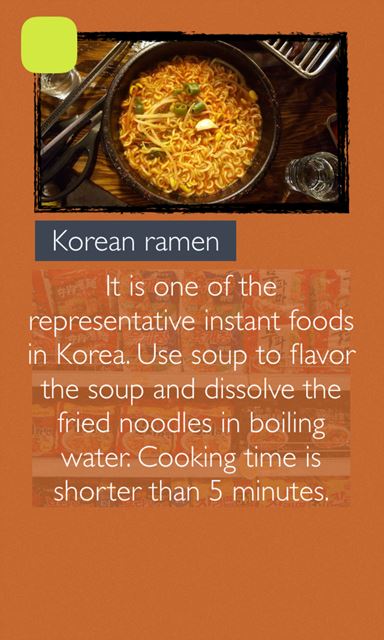 Korean ramen
It is one of the
representative instant foods
in Korea. Use soup to flavor
the soup and dissolve the
fried noodles in boiling
water. Cooking time is
shorter than 5 minutes.